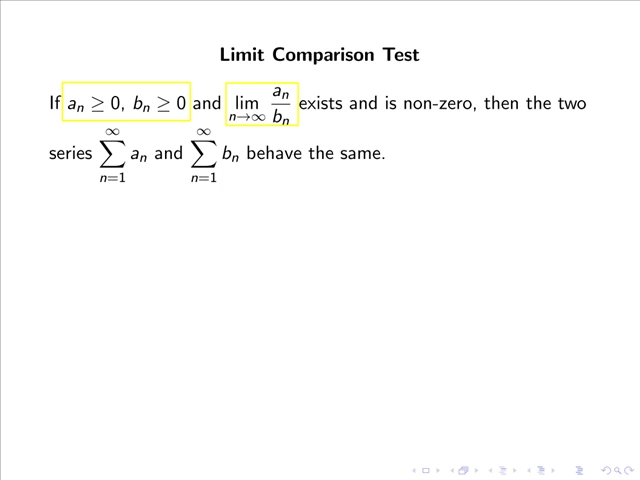 Limit Comparison Test
If aₙ ≥ 0, bₙ ≥ 0 and lim n→∞ aₙ/bₙ exists and is non-zero, then the two
series ∑ₙ₌₁^∞ aₙ and ∑ₙ₌₁^∞ bₙ behave the same.